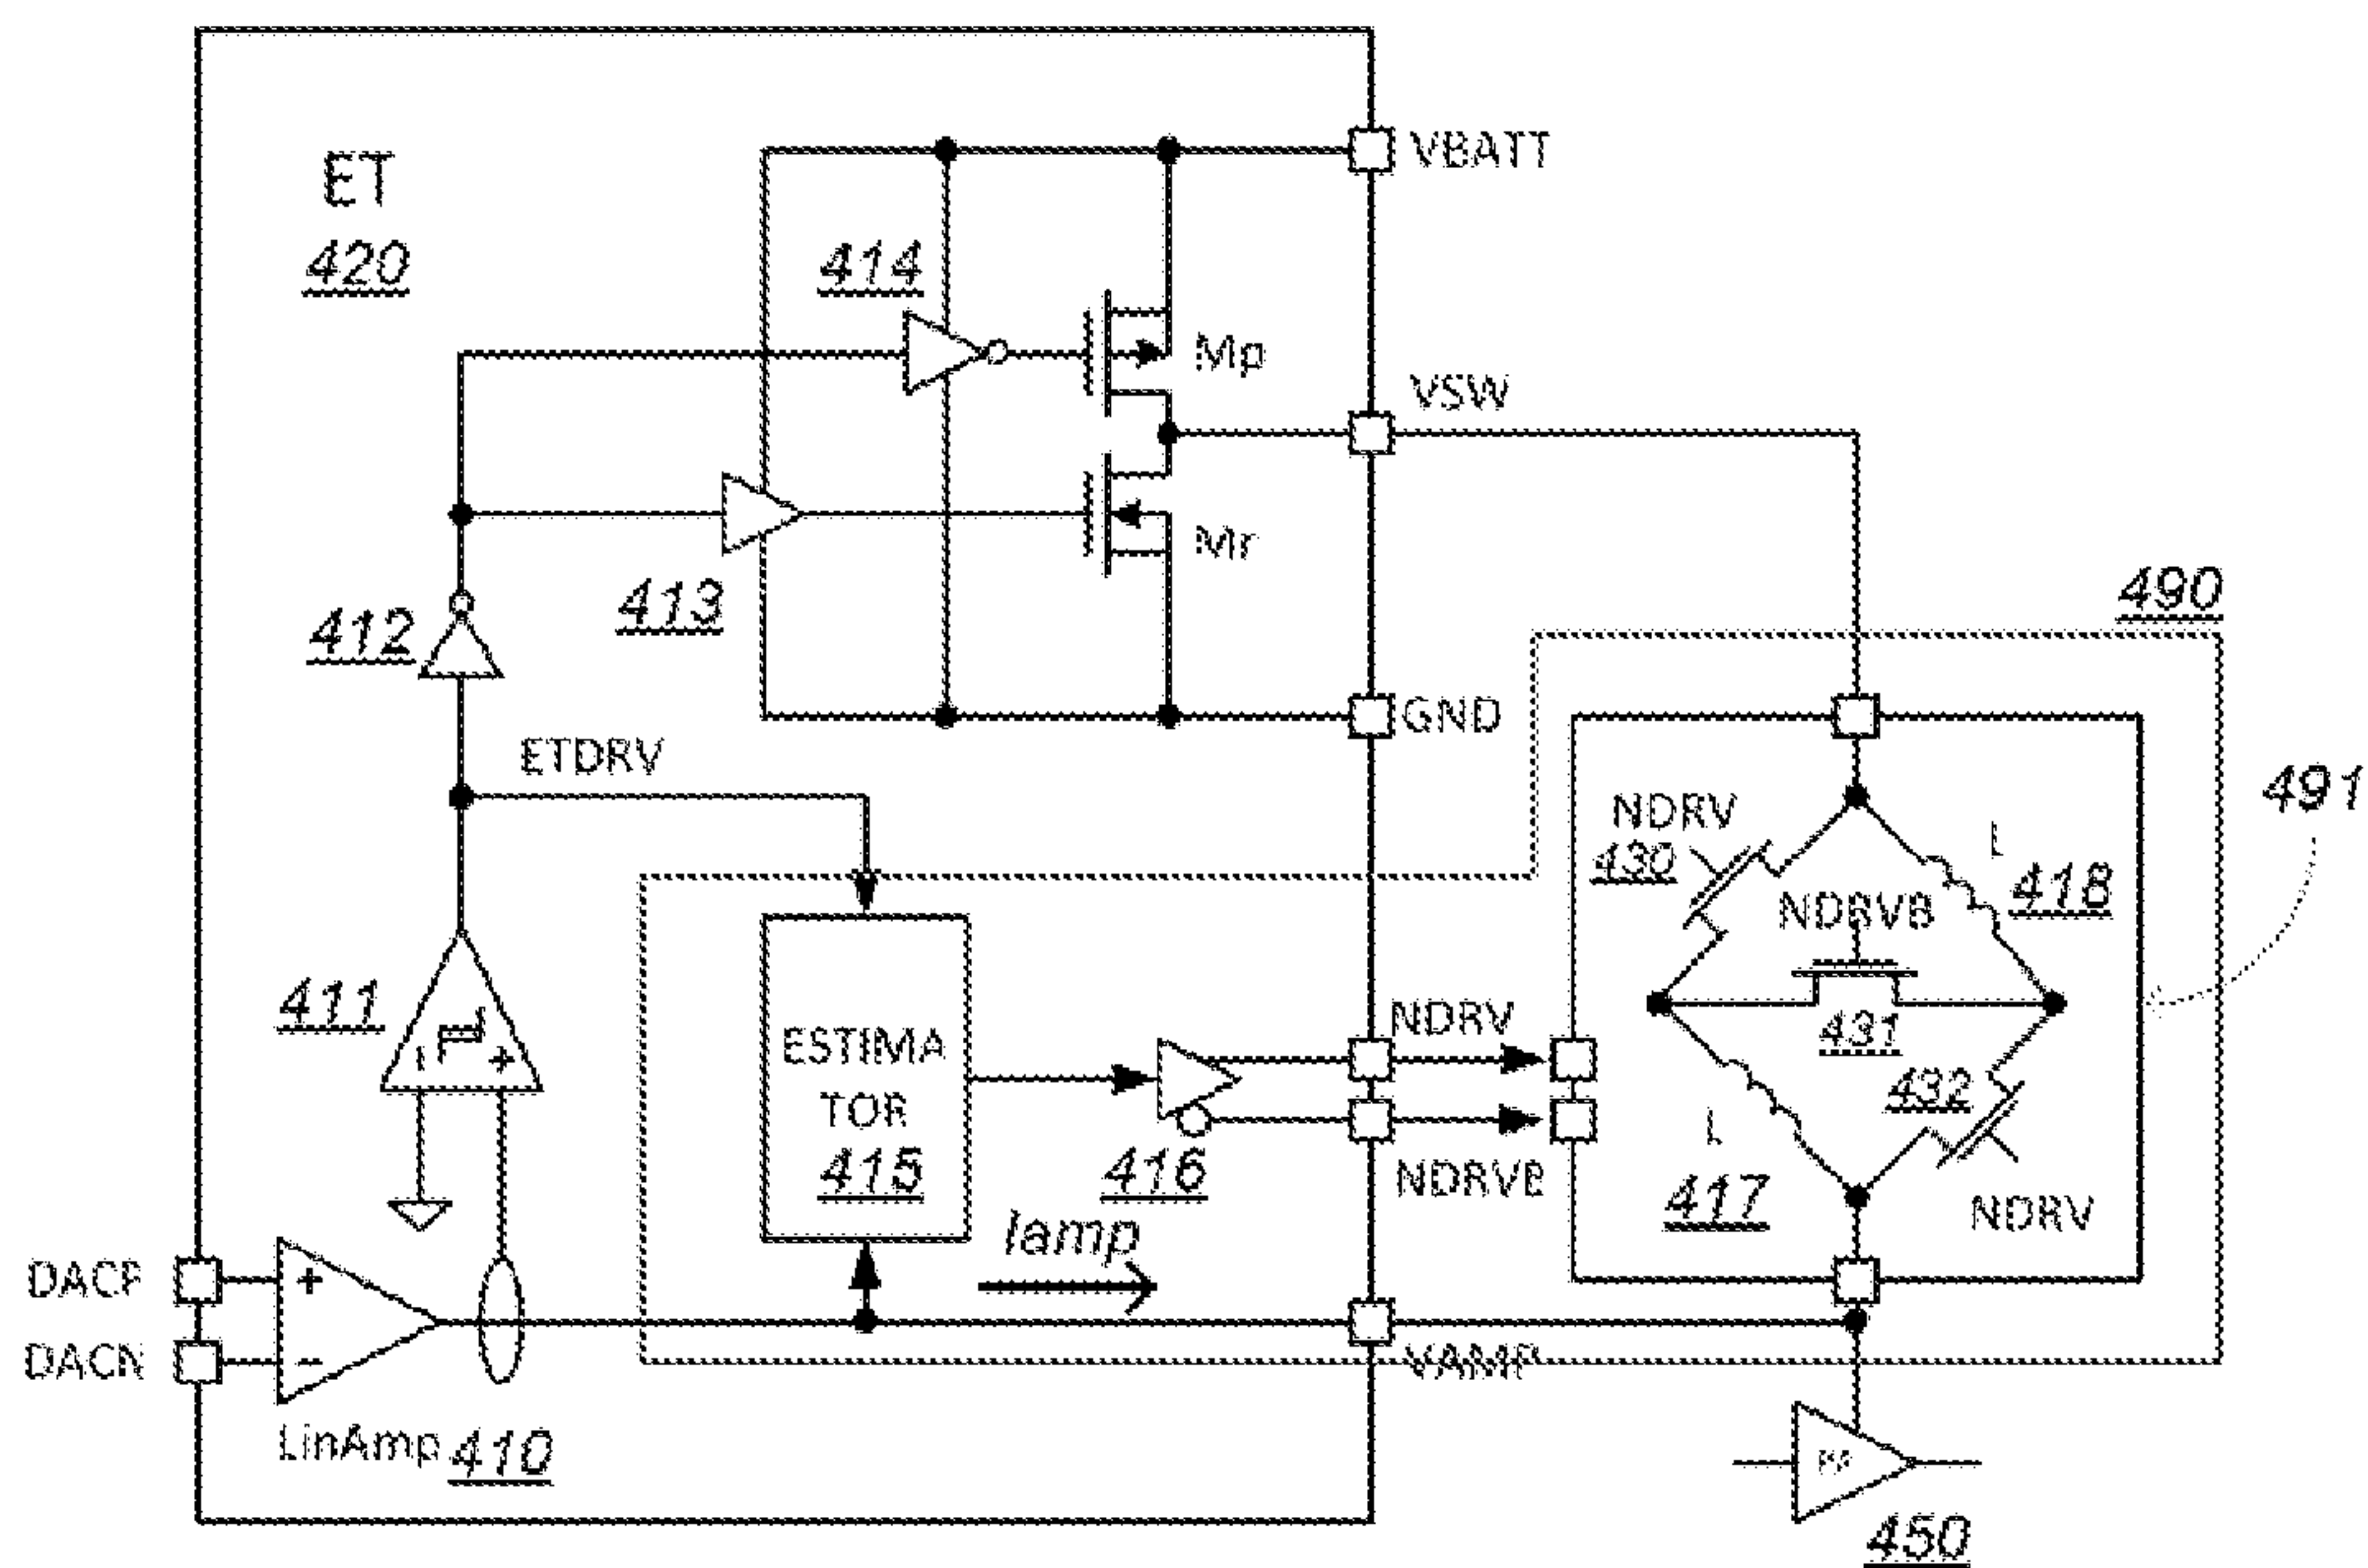 ET
420
VBATT
414
Mp
VSW
Mr
413
412
490
GND
ETDRV
491
NDRV
430
L
418
NDRVB
431
411
- +
ESTIMA
TOR
415
NDRV
416
NDRVB
432
L
417
NDRV
Iamp
DACP
+
DACN
-
VAMP
LinAmp 410
450